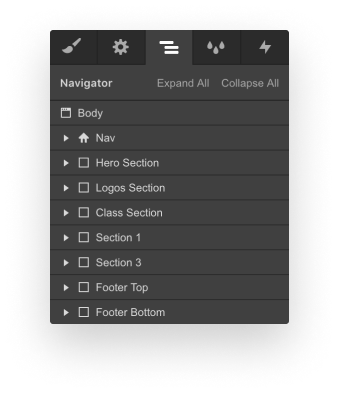 Navigator Expand All Collapse All
Body
Nav
Hero Section
Logos Section
Class Section
Section 1
Section 3
Footer Top
Footer Bottom